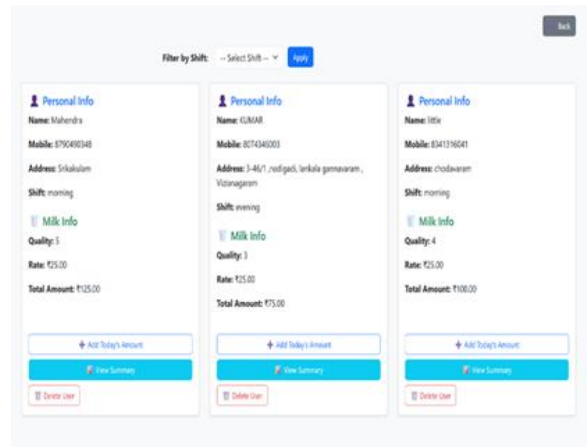 Back
Filter by Shift: -- Select Shift -- Apply
Personal Info
Name: Mahendra
Mobile: 8790490348
Address: Srikakulam
Shift: morning
Milk Info
Quality: 5
Rate: ₹25.00
Total Amount: ₹125.00
Add Today's Amount
View Summary
Delete User
Personal Info
Name: KUMAR
Mobile: 8074346003
Address: 3-46/1 ,redigadi, lankala gannavaram ,
Vizianagaram
Shift: evening
Milk Info
Quality: 3
Rate: ₹25.00
Total Amount: ₹75.00
Add Today's Amount
View Summary
Delete User
Personal Info
Name: little
Mobile: 8341316041
Address: chodavaram
Shift: morning
Milk Info
Quality: 4
Rate: ₹25.00
Total Amount: ₹100.00
Add Today's Amount
View Summary
Delete User